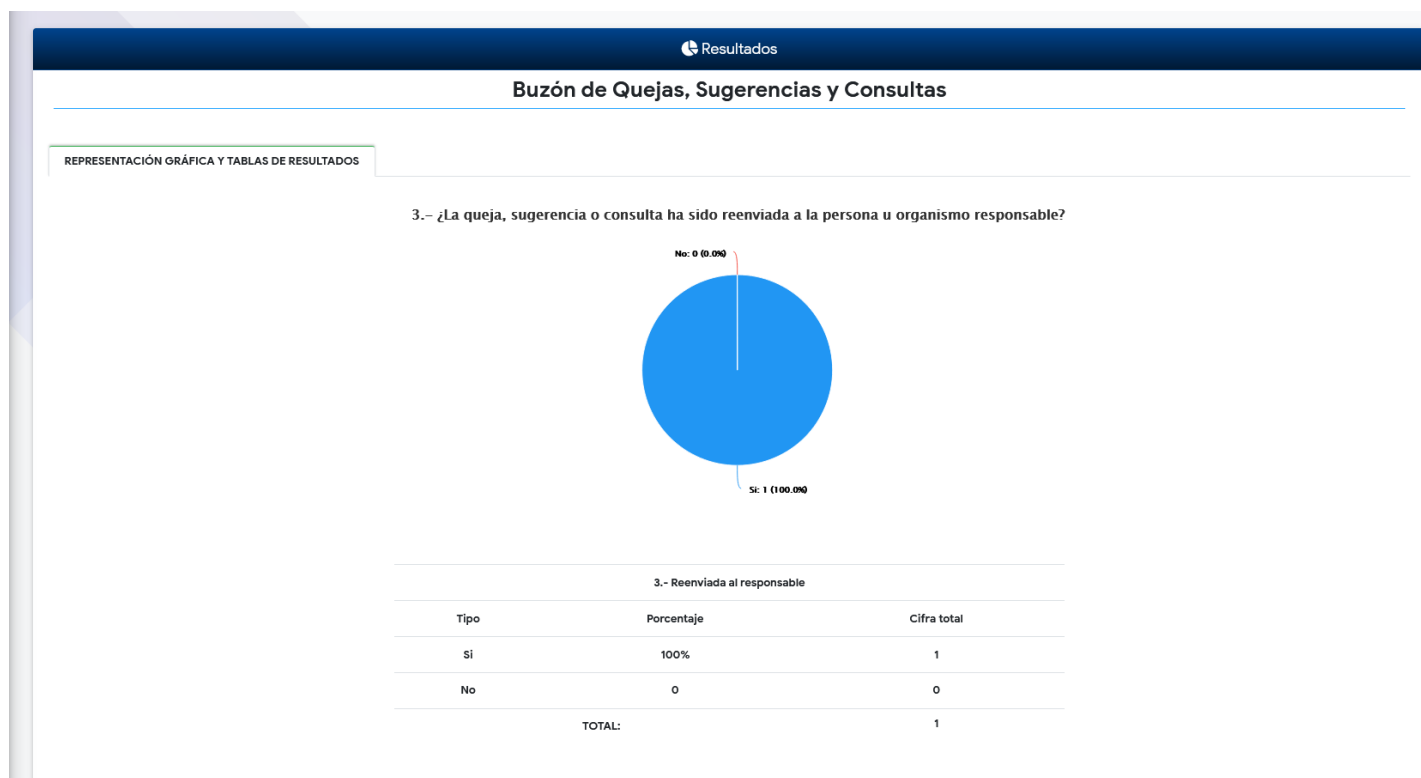 Resultados
Buzón de Quejas, Sugerencias y Consultas
REPRESENTACIÓN GRÁFICA Y TABLAS DE RESULTADOS
3.- ¿La queja, sugerencia o consulta ha sido reenviada a la persona u organismo responsable?
No: 0 (0.0%)
Si: 1 (100.0%)
3.- Reenviada al responsable
Tipo Porcentaje Cifra total
Si 100% 1
No 0 0
TOTAL: 1